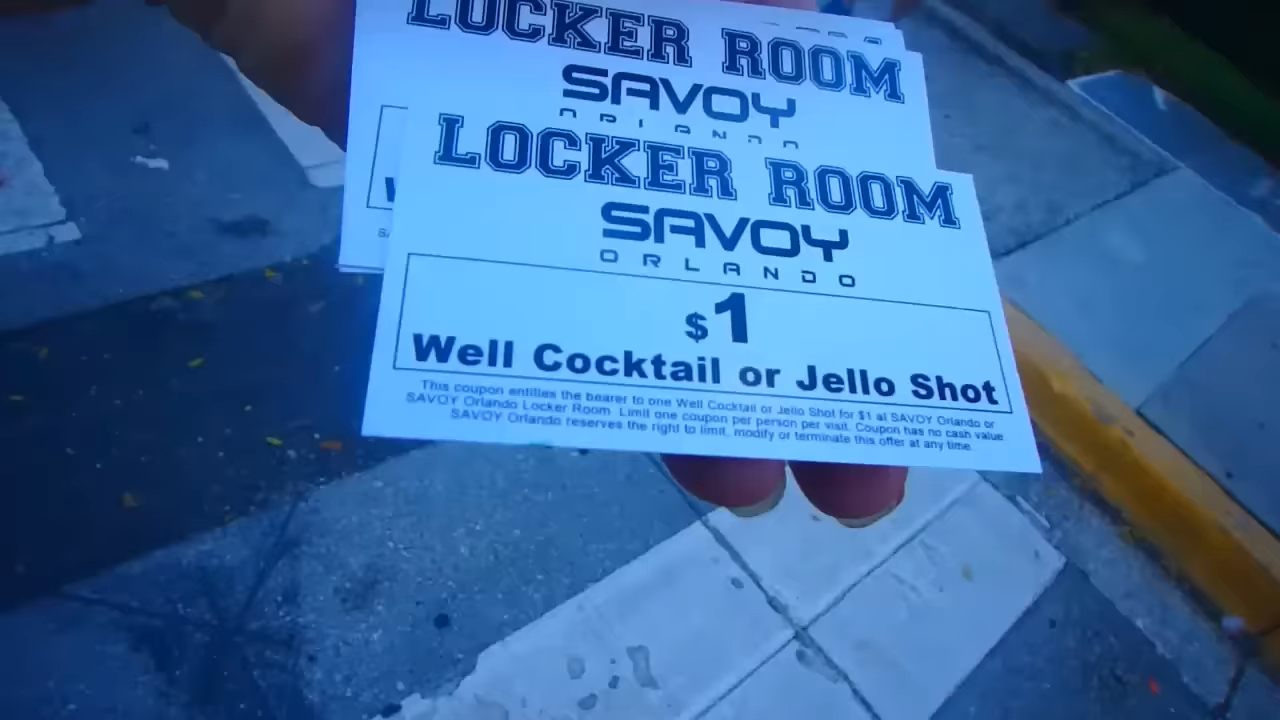 LOCKER ROOM
SAVOY
ORLANDO
LOCKER ROOM
SAVOY
ORLANDO
$1
Well Cocktail or Jello Shot
This coupon entitles the bearer to one Well Cocktail or Jello Shot for $1 at SAVOY Orlando or
SAVOY Orlando Locker Room. Limit one coupon per person per visit. Coupon has no cash value
SAVOY Orlando reserves the right to limit, modify or terminate this offer at any time.